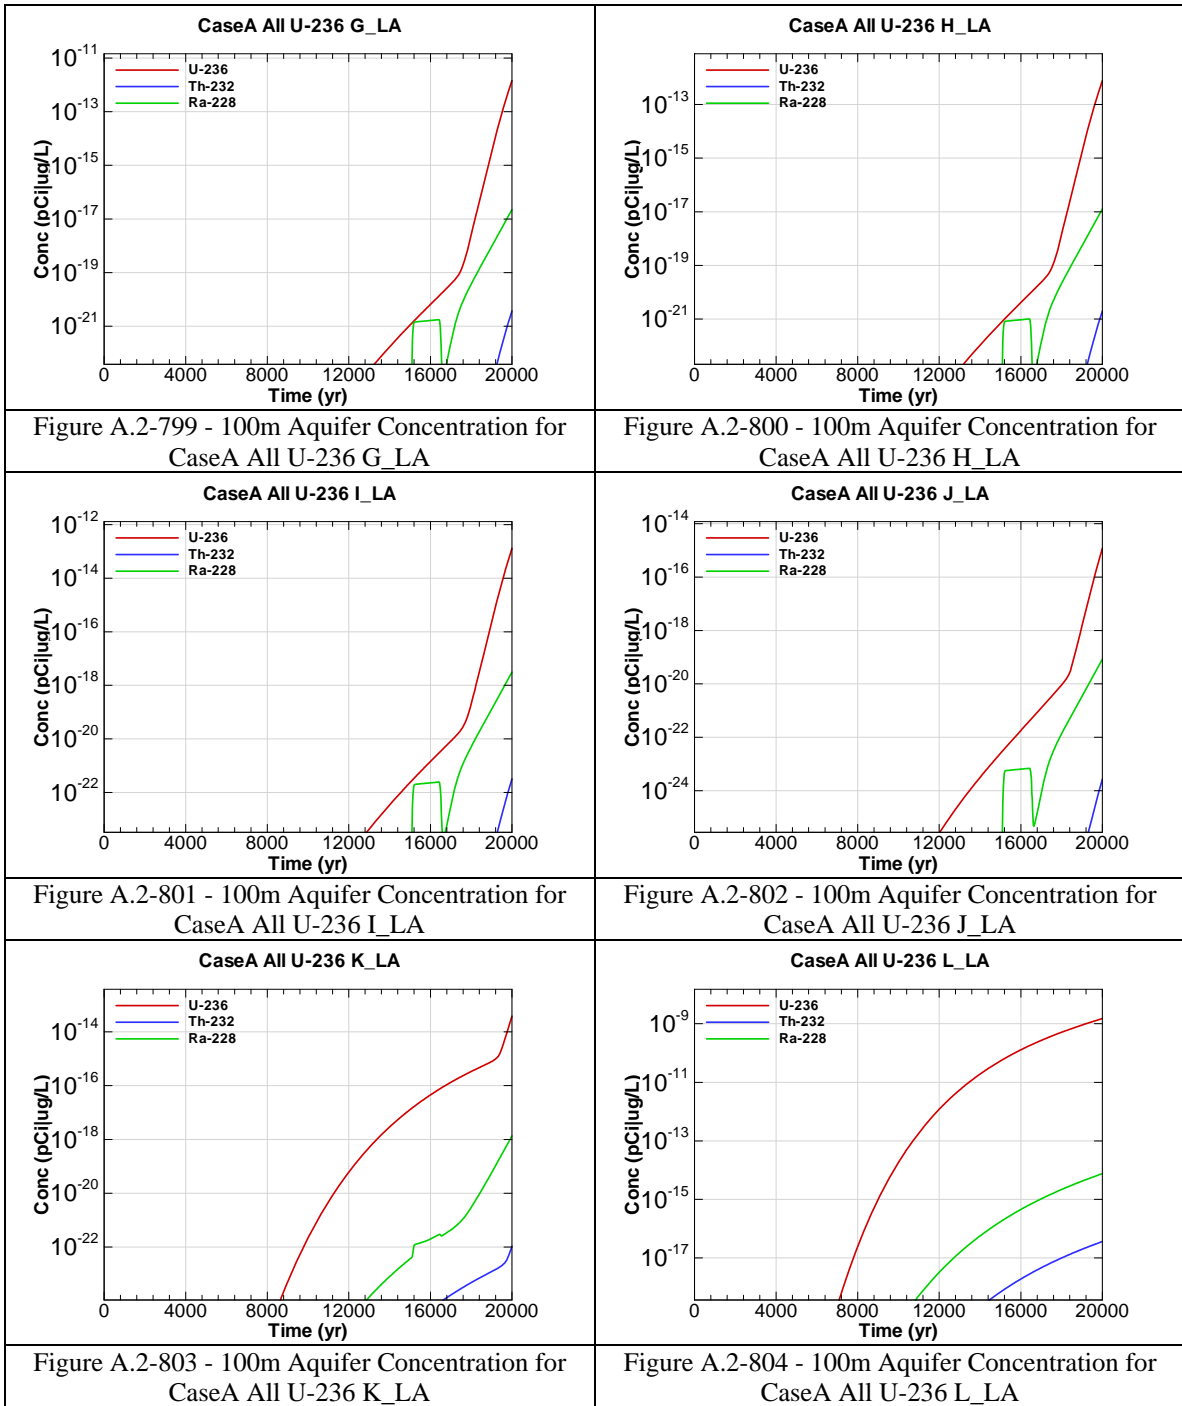 CaseA All U-236 G_LA
U-236
Th-232
Ra-228
Conc (pCi|ug/L)
10-11
10-13
10-15
10-17
10-19
10-21
0 4000 8000 12000 16000 20000
Time (yr)
Figure A.2-799 - 100m Aquifer Concentration for
CaseA All U-236 G_LA
CaseA All U-236 H_LA
U-236
Th-232
Ra-228
Conc (pCi|ug/L)
10-13
10-15
10-17
10-19
10-21
0 4000 8000 12000 16000 20000
Time (yr)
Figure A.2-800 - 100m Aquifer Concentration for
CaseA All U-236 H_LA
CaseA All U-236 I_LA
U-236
Th-232
Ra-228
Conc (pCi|ug/L)
10-12
10-14
10-16
10-18
10-20
10-22
0 4000 8000 12000 16000 20000
Time (yr)
Figure A.2-801 - 100m Aquifer Concentration for
CaseA All U-236 I_LA
CaseA All U-236 J_LA
U-236
Th-232
Ra-228
Conc (pCi|ug/L)
10-14
10-16
10-18
10-20
10-22
10-24
0 4000 8000 12000 16000 20000
Time (yr)
Figure A.2-802 - 100m Aquifer Concentration for
CaseA All U-236 J_LA
CaseA All U-236 K_LA
U-236
Th-232
Ra-228
Conc (pCi|ug/L)
10-14
10-16
10-18
10-20
10-22
0 4000 8000 12000 16000 20000
Time (yr)
Figure A.2-803 - 100m Aquifer Concentration for
CaseA All U-236 K_LA
CaseA All U-236 L_LA
U-236
Th-232
Ra-228
Conc (pCi|ug/L)
10-9
10-11
10-13
10-15
10-17
0 4000 8000 12000 16000 20000
Time (yr)
Figure A.2-804 - 100m Aquifer Concentration for
CaseA All U-236 L_LA